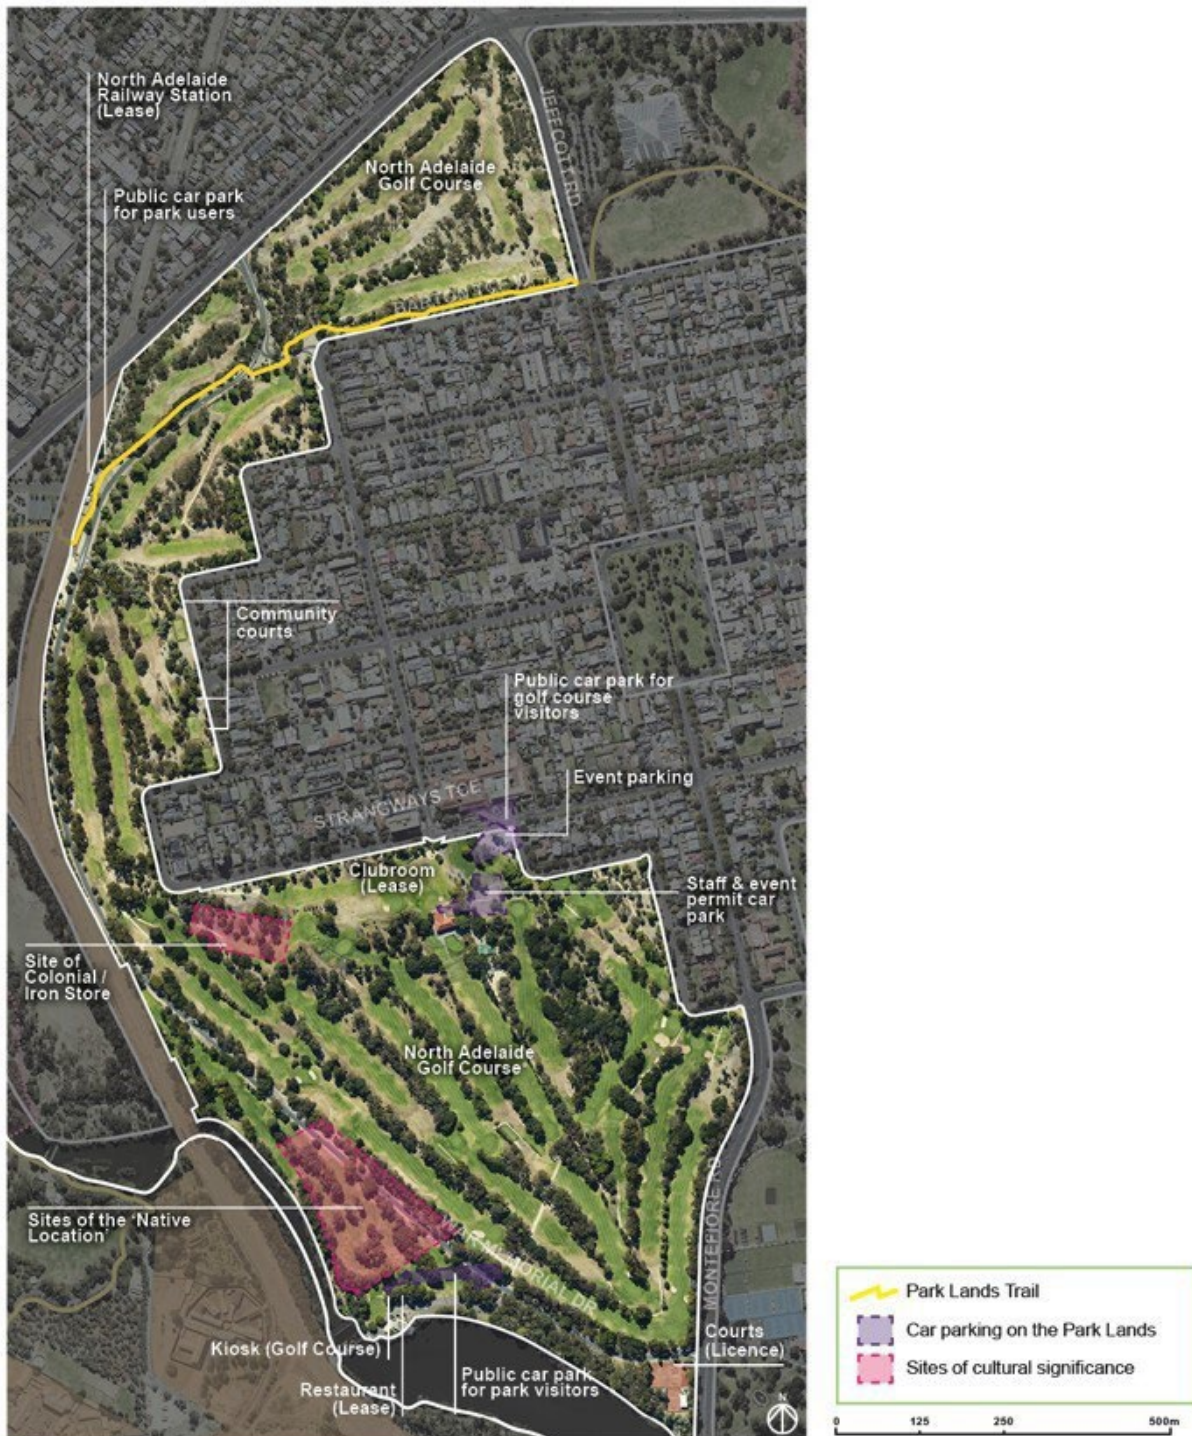 North Adelaide
Railway Station
(Lease)
Public car park
for park users
North Adelaide
Golf Course
JEFFCOTT RD
Community
courts
Public car park for
golf course
visitors
Event parking
STRANGWAYS TCE
Clubroom
(Lease)
Staff & event
permit car
park
Site of
Colonial /
Iron Store
North Adelaide
Golf Course
Sites of the 'Native
Location'
WAR MEMORIAL DR
MONTEFIORE RD
Kiosk (Golf Course)
Restaurant
(Lease)
Public car park
for park visitors
Courts
(Licence)
N
Park Lands Trail
Car parking on the Park Lands
Sites of cultural significance
0 125 250 500m